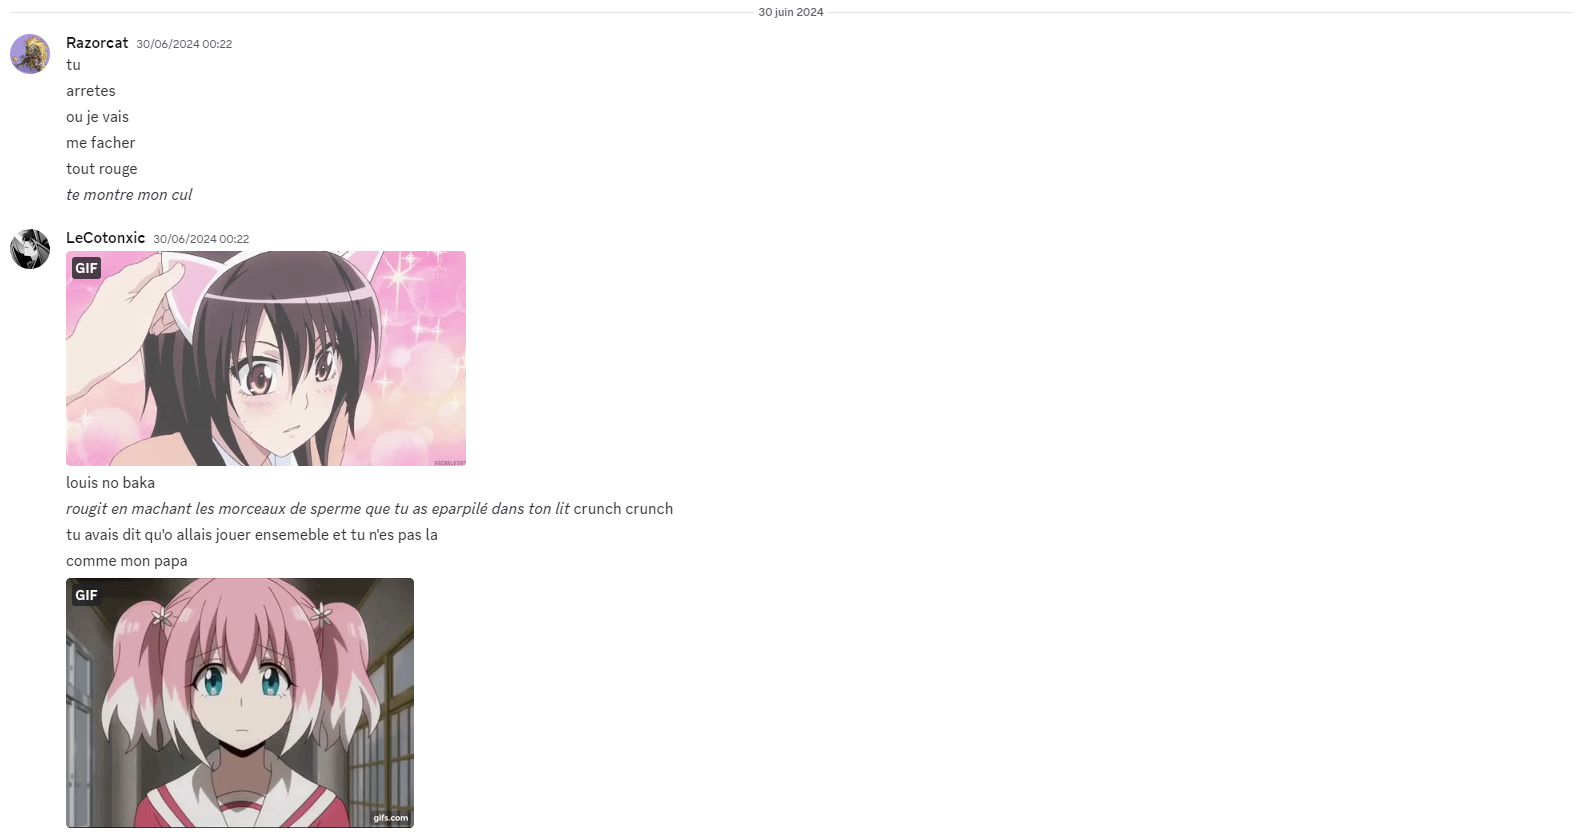 30 juin 2024
Razorcat 30/06/2024 00:22
tu
arretes
ou je vais
me facher
tout rouge
te montre mon cul
LeCotonxic 30/06/2024 00:22
GIF
louis no baka
rougit en machant les morceaux de sperme que tu as eparpilé dans ton lit crunch crunch
tu avais dit qu'o allais jouer ensemeble et tu n'es pas la
comme mon papa
GIF
gifs.com